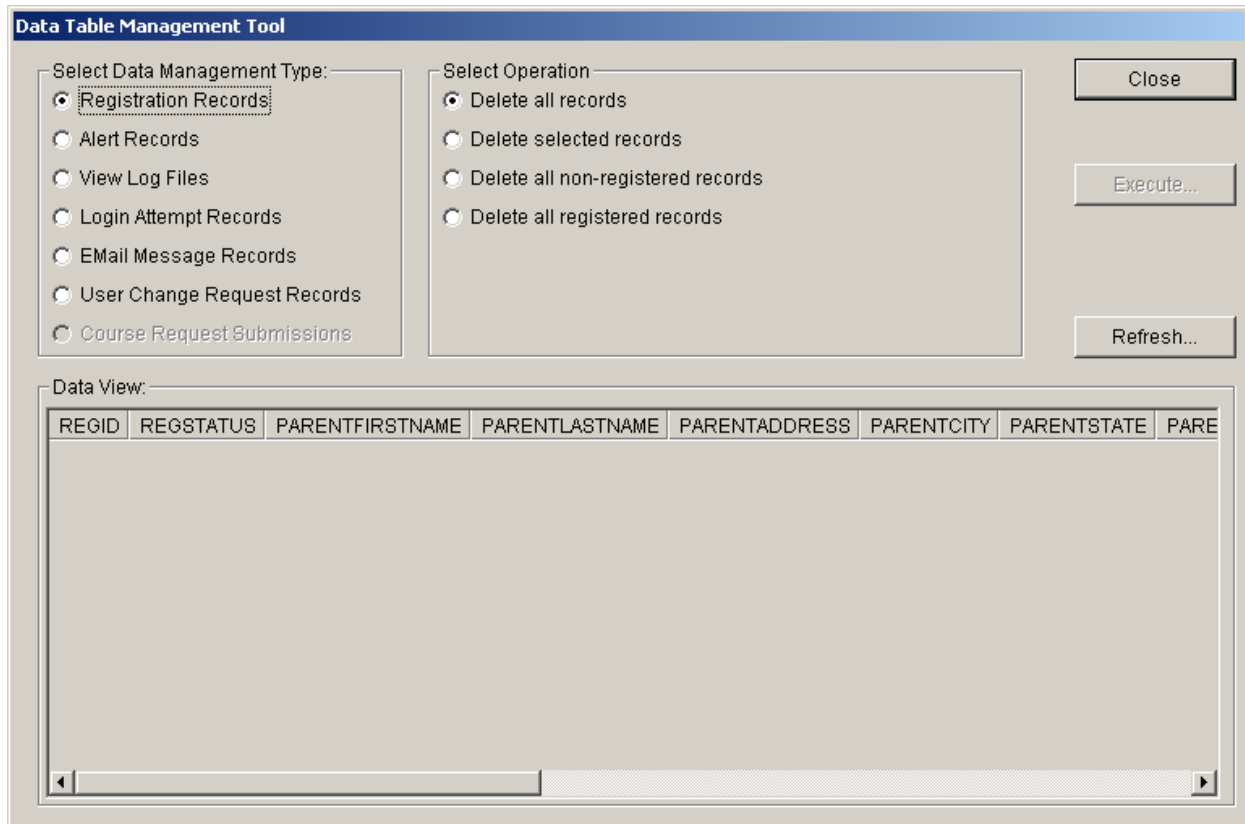 Data Table Management Tool
Select Data Management Type:
Registration Records
Alert Records
View Log Files
Login Attempt Records
EMail Message Records
User Change Request Records
Course Request Submissions
Select Operation
Delete all records
Delete selected records
Delete all non-registered records
Delete all registered records
Close
Execute...
Refresh...
Data View:
REGID REGSTATUS PARENTFIRSTNAME PARENTLASTNAME PARENTADDRESS PARENTCITY PARENTSTATE PARE